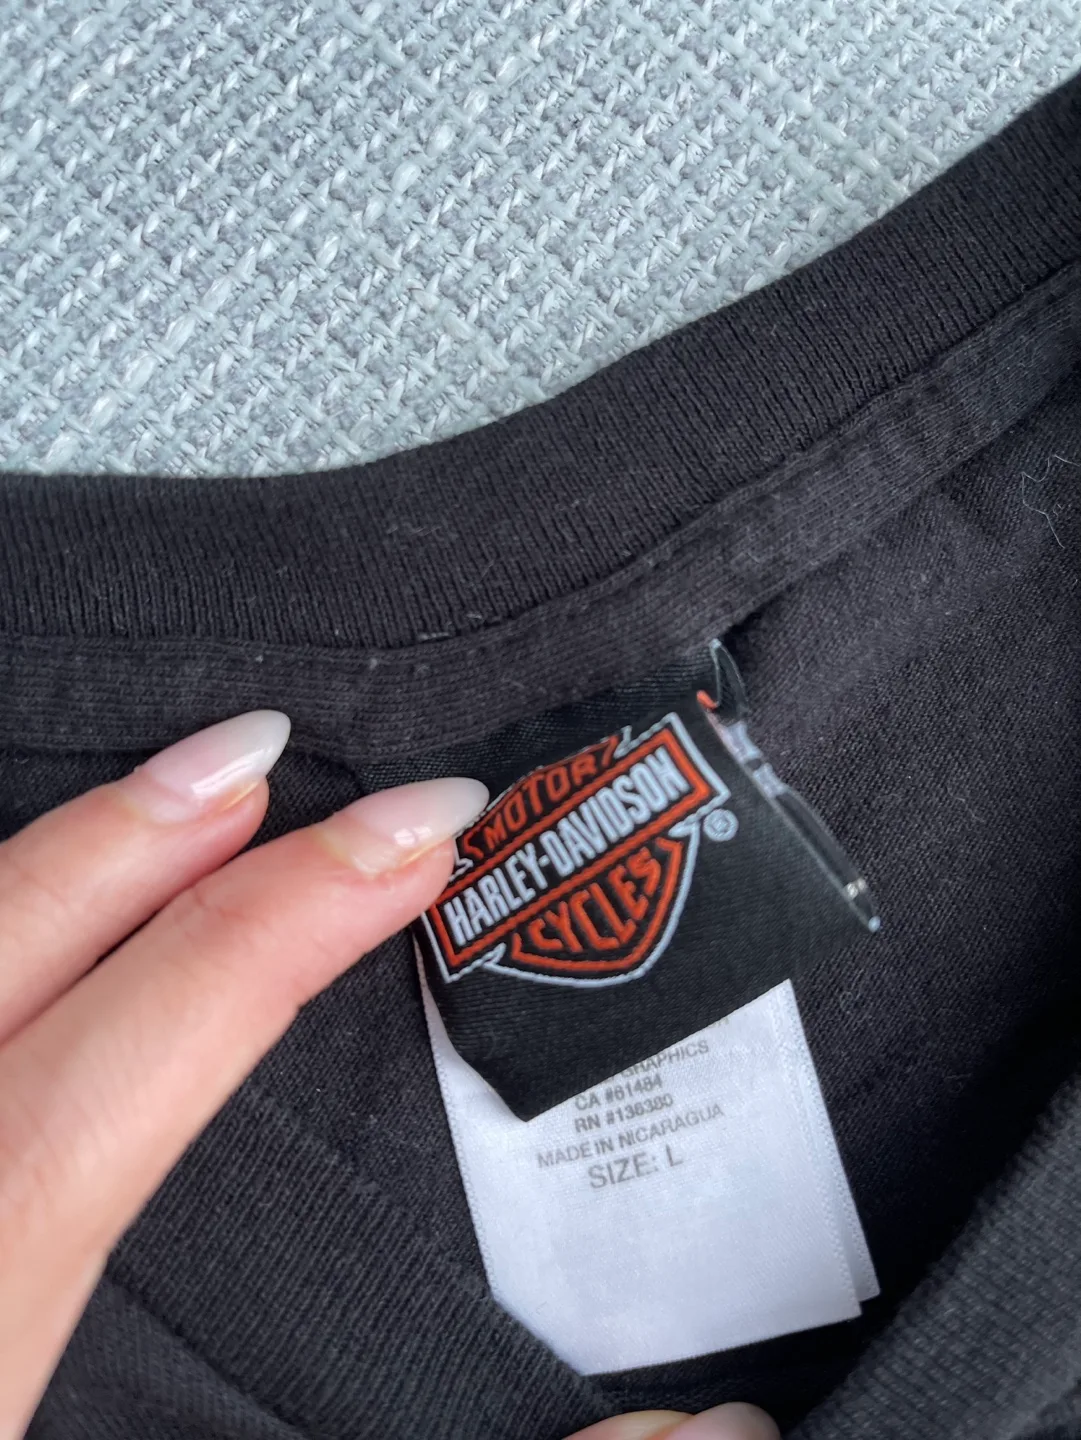 MOTOR
HARLEY-DAVIDSON
CYCLES
®
GRAPHICS
CA #61484
RN #136380
MADE IN NICARAGUA
SIZE: L